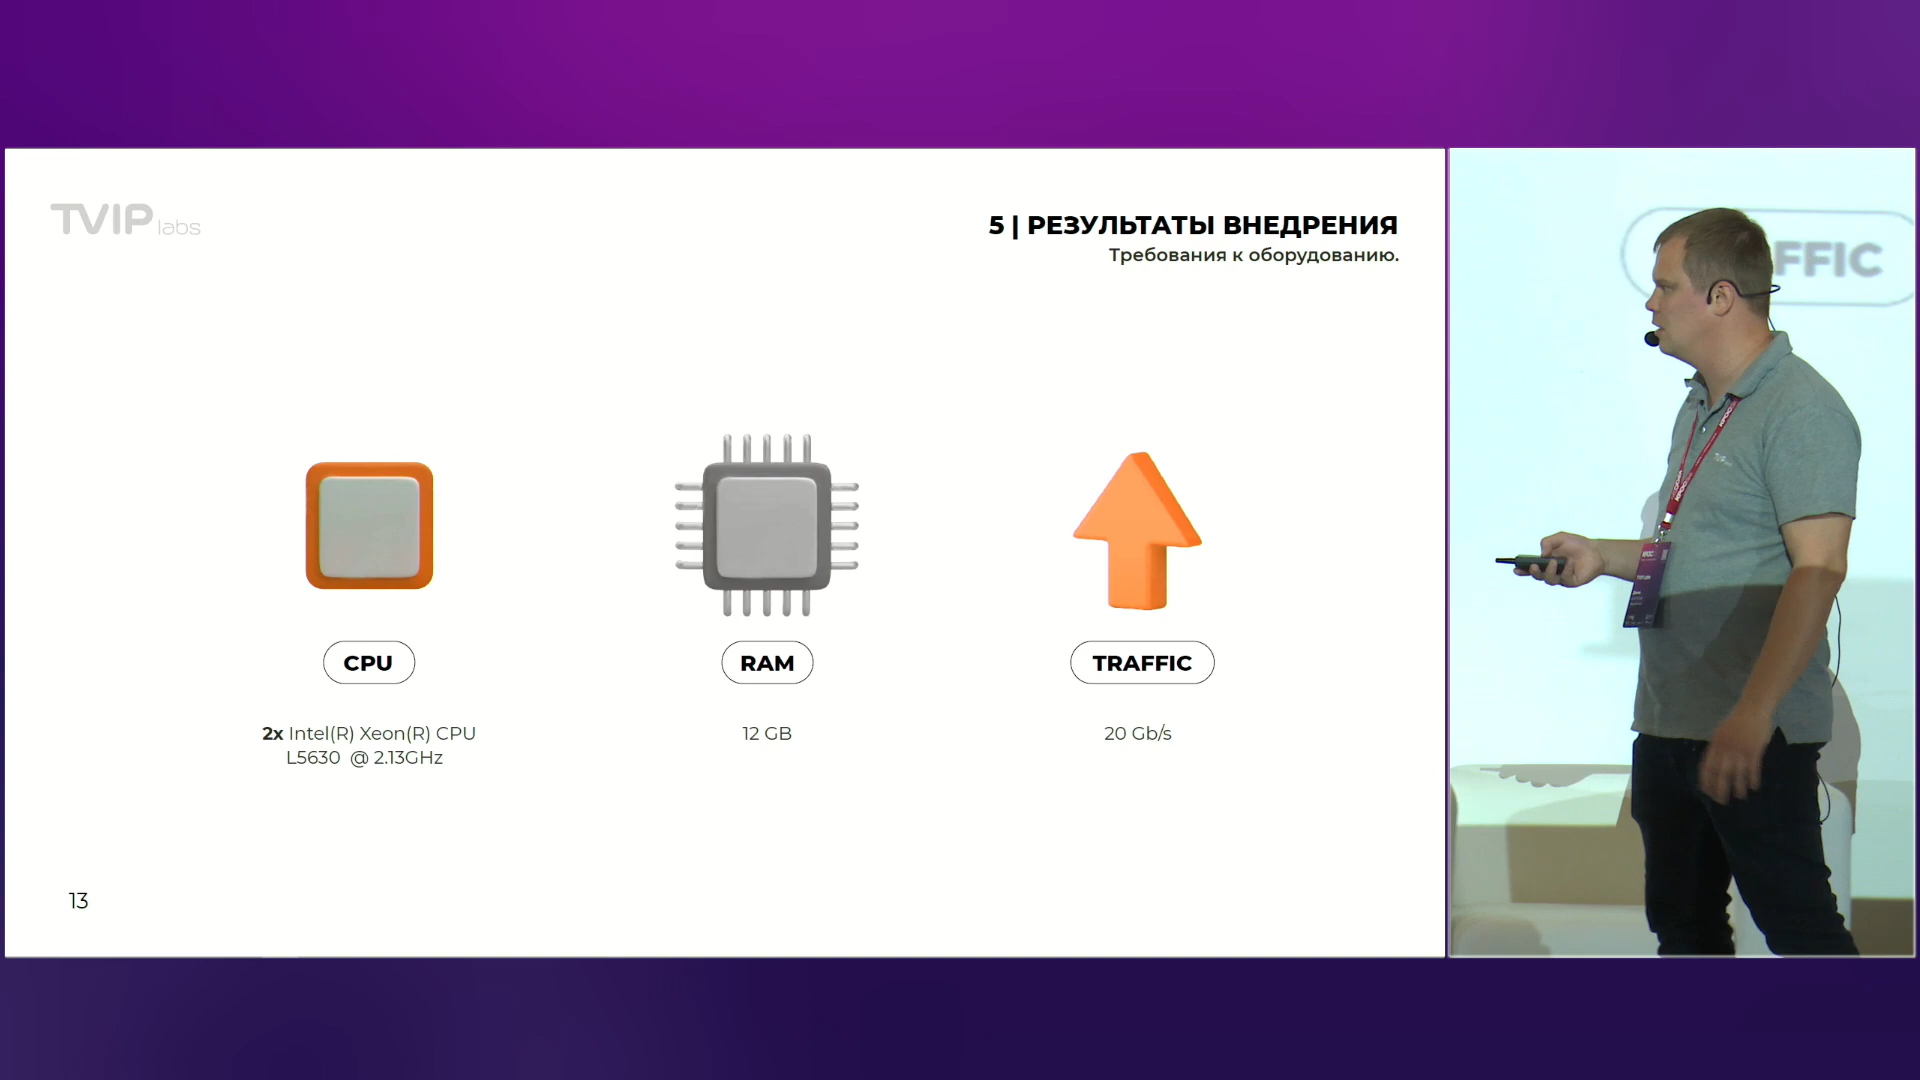 TVIP labs
5 | РЕЗУЛЬТАТЫ ВНЕДРЕНИЯ
Требования к оборудованию.
CPU
2x Intel(R) Xeon(R) CPU
L5630 @ 2.13GHz
RAM
12 GB
TRAFFIC
20 Gb/s
13
FFIC